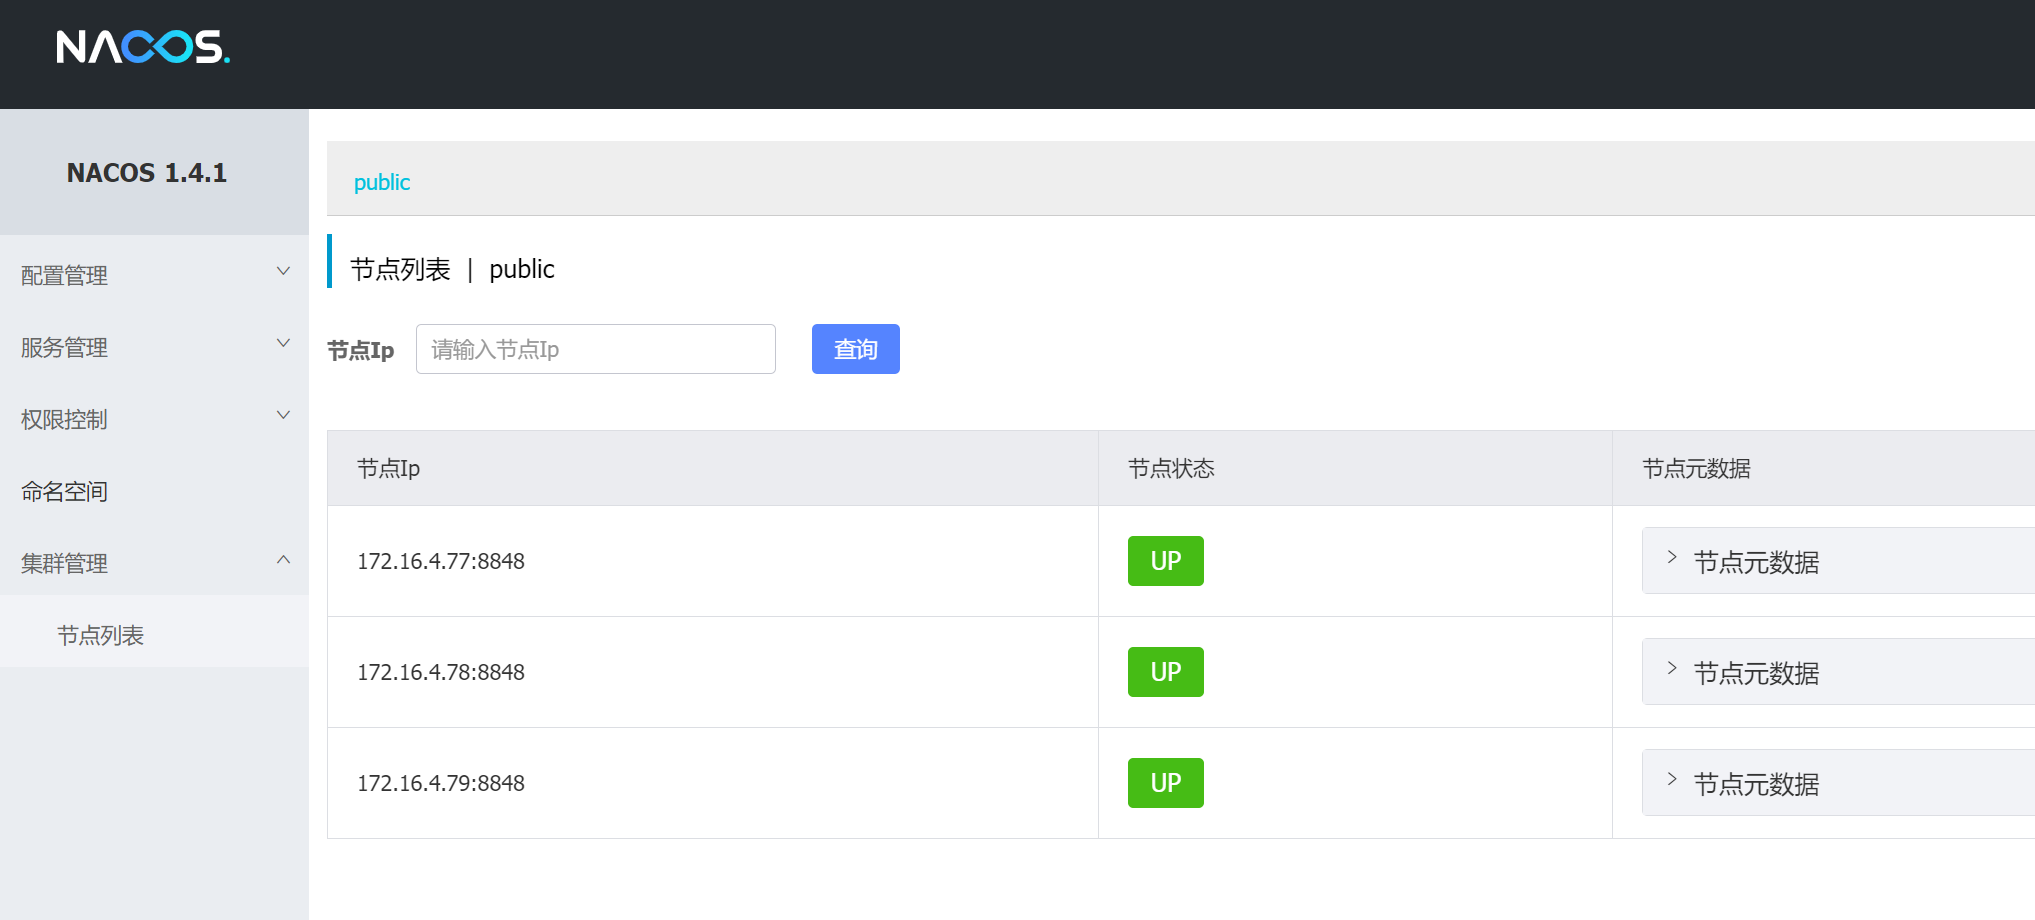 NACOS.
NACOS 1.4.1
配置管理
服务管理
权限控制
命名空间
集群管理
节点列表
public
节点列表 | public
节点Ip 请输入节点Ip 查询
节点Ip 节点状态 节点元数据
172.16.4.77:8848 UP 节点元数据
172.16.4.78:8848 UP 节点元数据
172.16.4.79:8848 UP 节点元数据